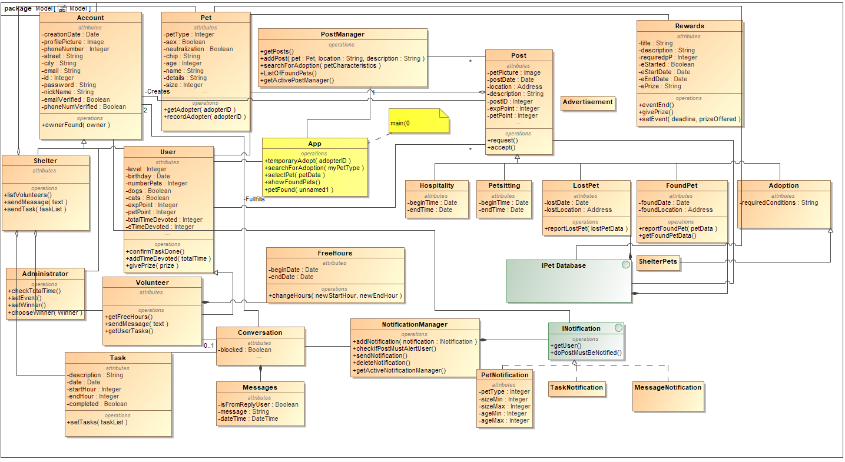 package Model [ Model ]
Account
attributes
-creationDate : Date
-profilePicture : Image
-phoneNumber : Integer
-street : String
-city : String
-email : String
-id : Integer
-password : String
-nickName : String
-emailVerified : Boolean
-phoneNumVerified : Boolean
operations
+ownerFound( owner )
Pet
attributes
-petType : Integer
-sex : Boolean
-neutralization : Boolean
-chip : String
-age : Integer
-name : String
-details : String
-size : Integer
operations
+getAdopter( adopterID )
+recordAdopter( adopterID )
PostManager
operations
+getPosts()
+addPost( pet : Pet, location : String, description : String )
+searchForAdoption( petCharacteristics )
+ListOfFoundPets()
+getActivePostManager()
Post
attributes
-petPicture : Image
-postDate : Date
-location : Address
-description : String
-postID : Integer
-expPoint : Integer
-petPoint : Integer
operations
+request()
+accept()
Rewards
attributes
-title : String
-description : String
-requiredpP : Integer
-eStarted : Boolean
-eStartDate : Date
-eEndDate : Date
-ePrize : String
operations
+eventEnd()
+givePrize()
+setEvent( deadline, prizeOffered )
Advertisement
-Creates
2
1
*
*
main(0
App
operations
+temporaryAdopt( adopterID )
+searchForAdoption( myPetType )
+selectPet( petData )
+showFoundPets()
+petFound( unnamed1 )
-Fullfills
Shelter
attributes
operations
+listVolunteers()
+sendMessage( text )
+sendTask( taskList )
User
attributes
-level : Integer
-birthday : Date
-numberPets : Integer
-dogs : Boolean
-cats : Boolean
-expPoint : Integer
-petPoint : Integer
-totalTimeDevoted : Integer
-eTimeDevoted : Integer
operations
+confirmTaskDone()
+addTimeDevoted( totalTime )
+givePrize( prize )
Hospitality
attributes
-beginTime : Date
-endTime : Date
Petsitting
attributes
-beginTime : Date
-endTime : Date
LostPet
attributes
-lostDate : Date
-lostLocation : Address
operations
+reportLostPet( lostPetData )
FoundPet
attributes
-foundDate : Date
-foundLocation : Address
operations
+reportFoundPet( petData )
+getFoundPetData()
Adoption
attributes
-requiredConditions : String
IPet Database
ShelterPets
Administrator
operations
+checkTotalTime()
+setEven()
+setWinner()
+chooseWinner( Winner )
Volunteer
operations
+getFreeHours()
+sendMessage( text )
+getUserTasks()
FreeHours
attributes
-beginDate : Date
-endDate : Date
operations
+changeHours( newStartHour, newEndHour )
0..1
Task
attributes
-description : String
-date : Date
-startHour : Integer
-endHour : Integer
-completed : Boolean
operations
+setTasks( taskList )
Conversation
attributes
-blocked : Boolean
Messages
attributes
-isFromReplyUser : Boolean
-message : String
-dateTime : DateTime
NotificationManager
operations
+addNotification( notification : INotification )
+checkIfPostMustAlertUser()
+sendNotification()
+deleteNotification()
+getActiveNotificationManager()
INotification
operations
+getUser()
+doPostMustBeNotified()
PetNotification
attributes
-petType : Integer
-sizeMin : Integer
-sizeMax : Integer
-ageMin : Integer
-ageMax : Integer
TaskNotification
MessageNotification